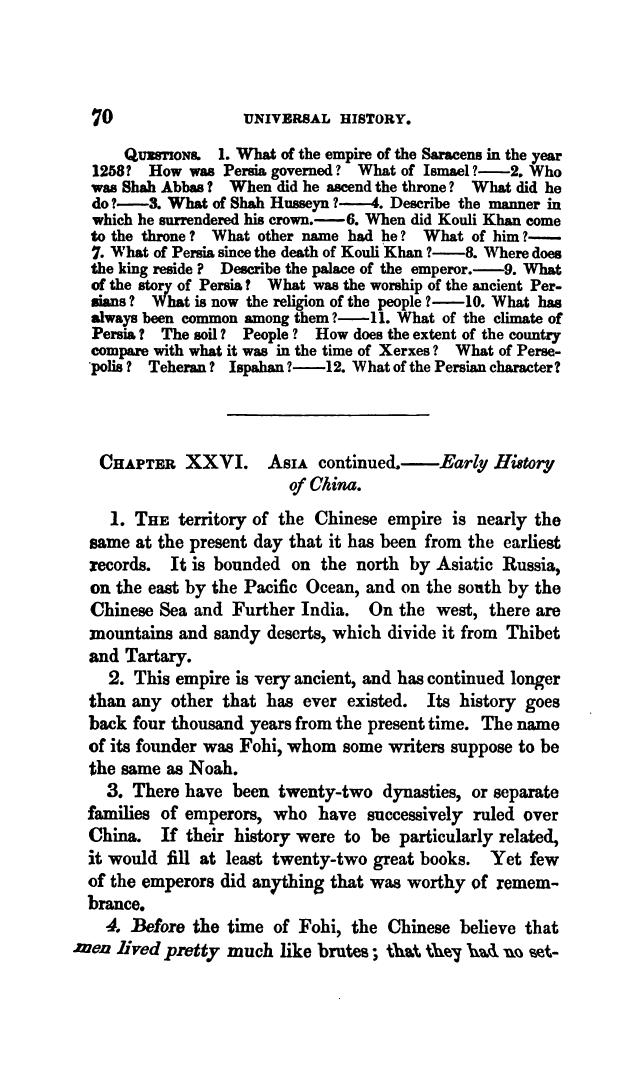 70 UNIVERSAL HISTORY.
QUESTIONS. 1. What of the empire of the Saracens in the year
1258? How was Persia governed? What of Ismael?——2. Who
was Shah Abbas? When did he ascend the throne? What did he
do?——3. What of Shah Husseyn?——4. Describe the manner in
which he surrendered his crown.——6. When did Kouli Khan come
to the throne? What other name had he? What of him?——
7. What of Persia since the death of Kouli Khan?——8. Where does
the king reside? Describe the palace of the emperor.——9. What
of the story of Persia? What was the worship of the ancient Per-
sians? What is now the religion of the people?——10. What has
always been common among them?——11. What of the climate of
Persia? The soil? People? How does the extent of the country
compare with what it was in the time of Xerxes? What of Perse-
polis? Teheran? Ispahan?——12. What of the Persian character?
CHAPTER XXVI. ASIA continued.——Early History
of China.
1. THE territory of the Chinese empire is nearly the
same at the present day that it has been from the earliest
records. It is bounded on the north by Asiatic Russia,
on the east by the Pacific Ocean, and on the south by the
Chinese Sea and Further India. On the west, there are
mountains and sandy deserts, which divide it from Thibet
and Tartary.
2. This empire is very ancient, and has continued longer
than any other that has ever existed. Its history goes
back four thousand years from the present time. The name
of its founder was Fohi, whom some writers suppose to be
the same as Noah.
3. There have been twenty-two dynasties, or separate
families of emperors, who have successively ruled over
China. If their history were to be particularly related,
it would fill at least twenty-two great books. Yet few
of the emperors did anything that was worthy of remem-
brance.
4. Before the time of Fohi, the Chinese believe that
men lived pretty much like brutes; that they had no set-